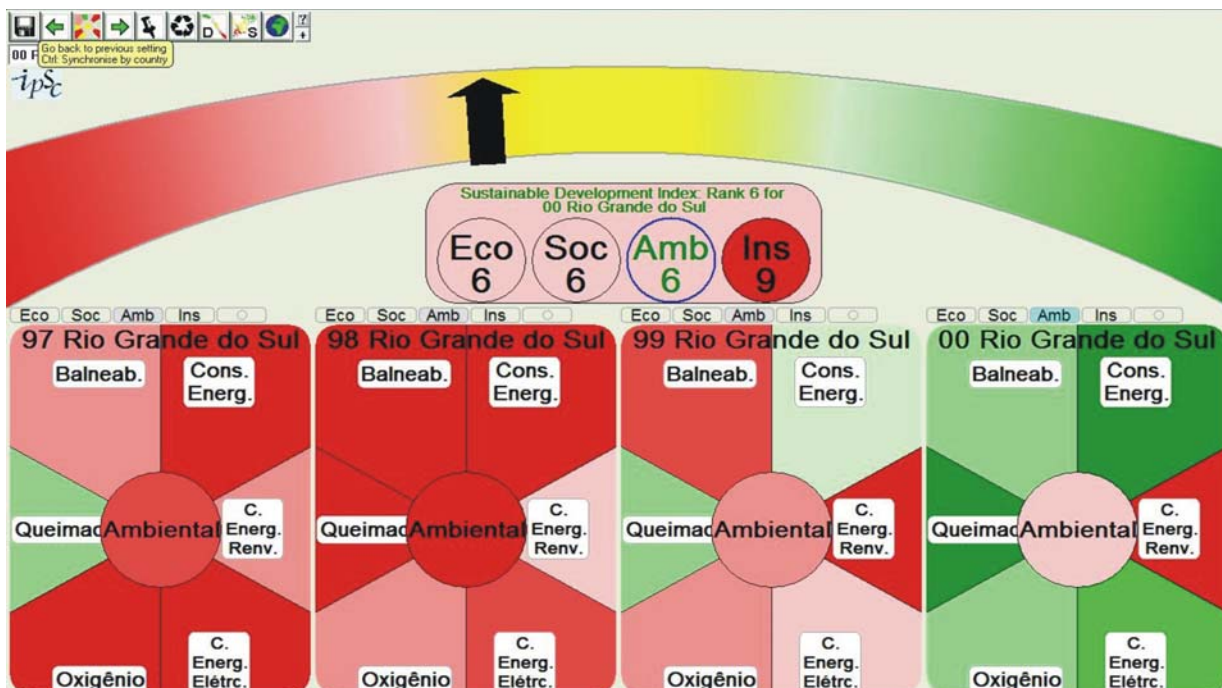 D
S
?
+
Go back to previous setting
Ctrl: Synchronise by country
00
ipsc
Sustainable Development Index: Rank 6 for
00 Rio Grande do Sul
Eco
6
Soc
6
Amb
6
Ins
9
Eco Soc Amb Ins
Eco Soc Amb Ins
Eco Soc Amb Ins
Eco Soc Amb Ins
97 Rio Grande do Sul
Balneab.
Cons.
Energ.
Queimad
Ambiental
C.
Energ.
Renv.
Oxigênio
C.
Energ.
Elétrc.
98 Rio Grande do Sul
Balneab.
Cons.
Energ.
Queimad
Ambiental
C.
Energ.
Renv.
Oxigênio
C.
Energ.
Elétrc.
99 Rio Grande do Sul
Balneab.
Cons.
Energ.
Queimad
Ambiental
C.
Energ.
Renv.
Oxigênio
C.
Energ.
Elétrc.
00 Rio Grande do Sul
Balneab.
Cons.
Energ.
Queimad
Ambiental
C.
Energ.
Renv.
Oxigênio
C.
Energ.
Elétrc.